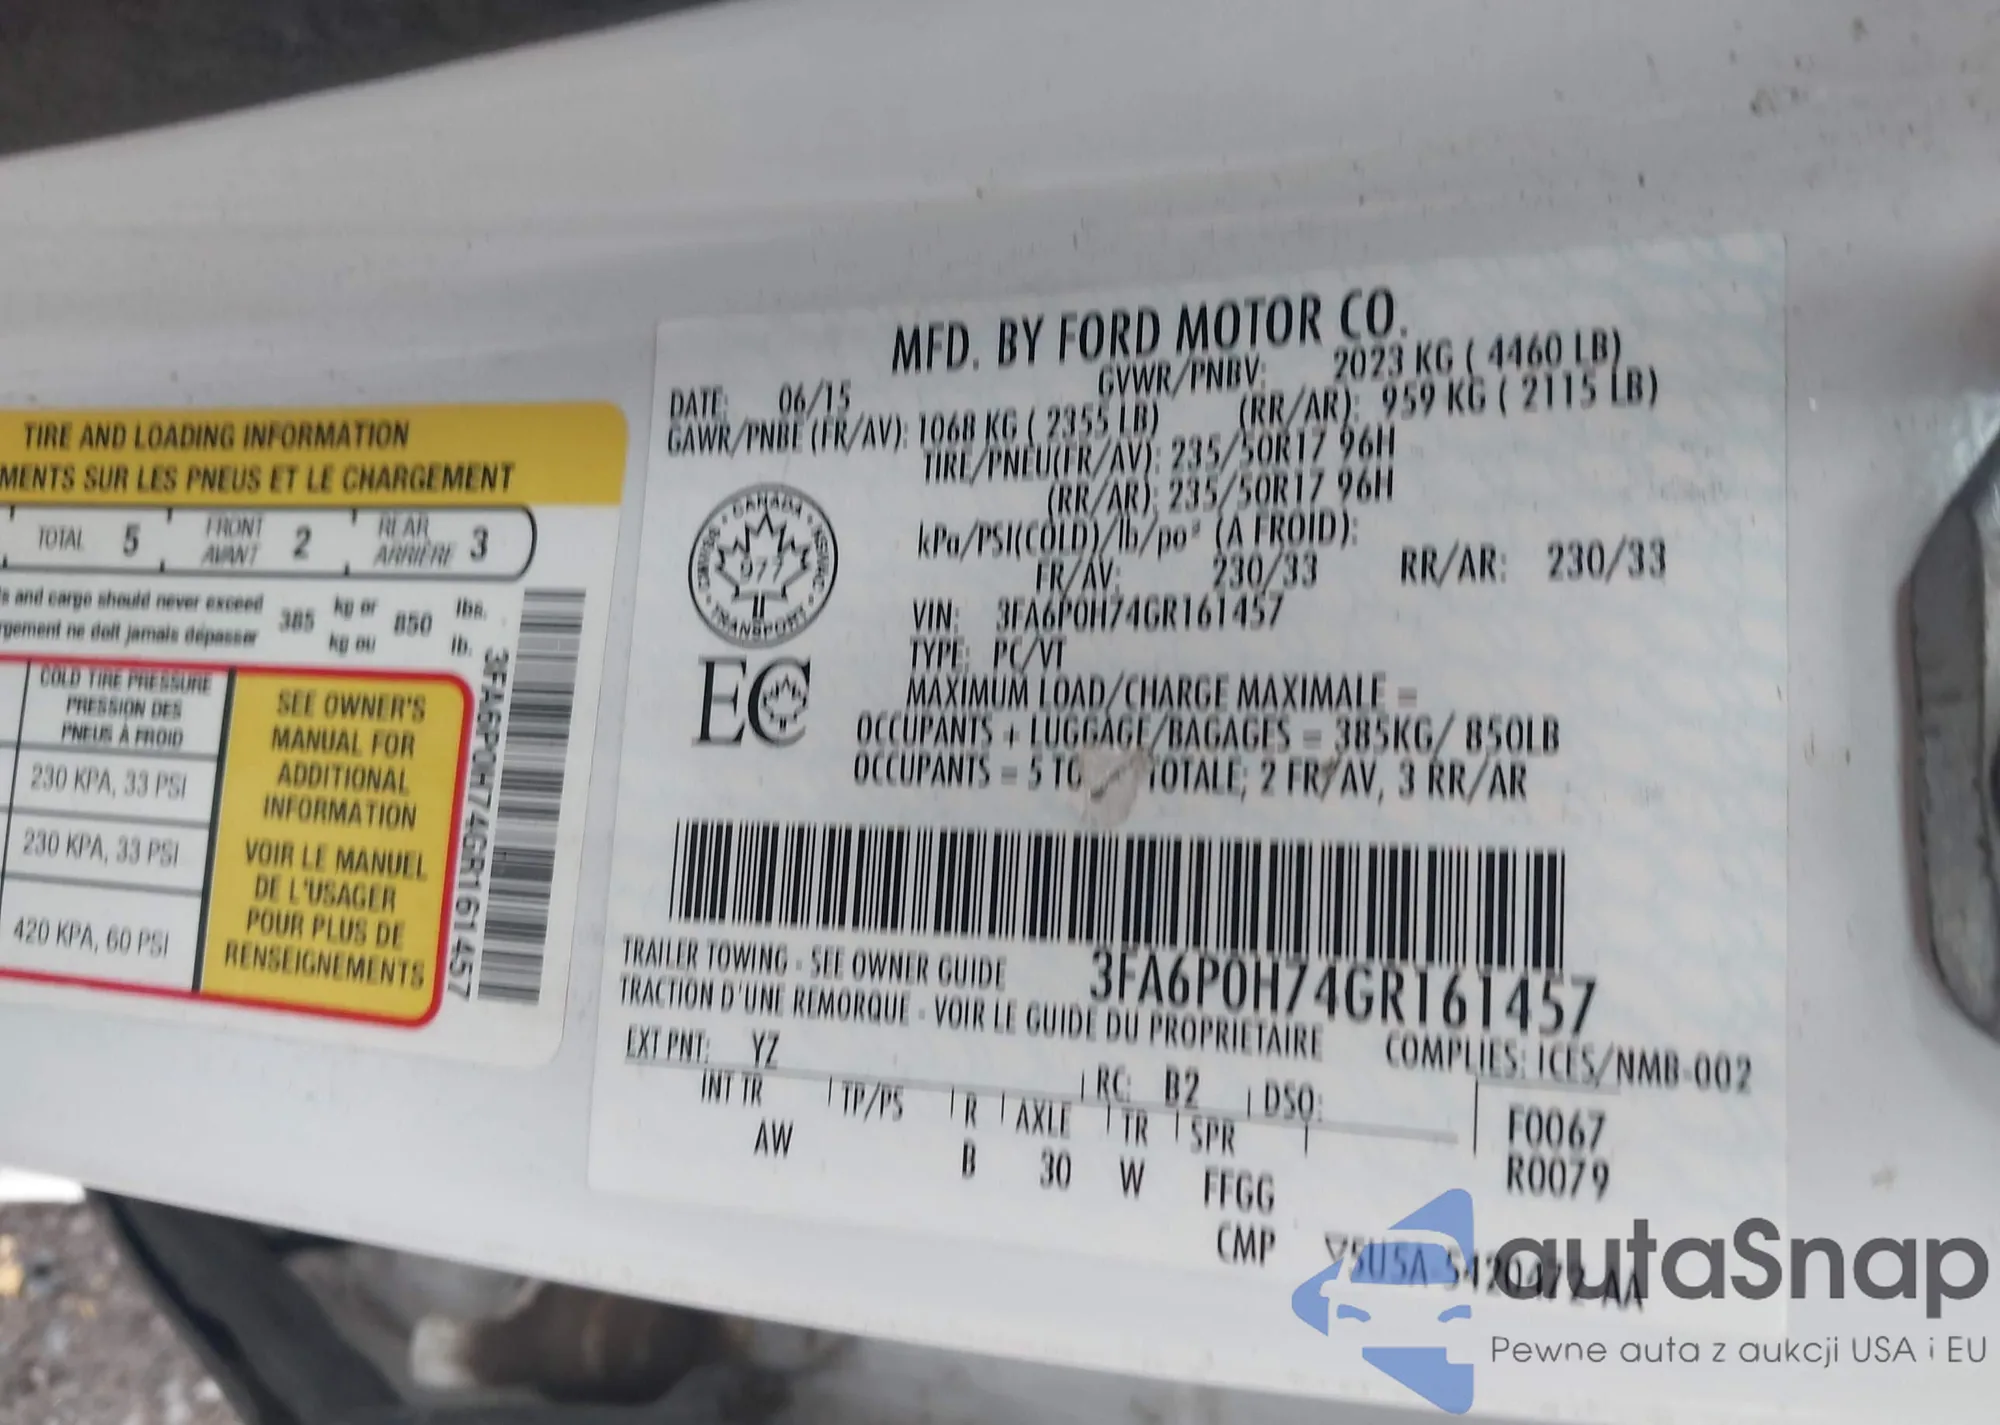 TIRE AND LOADING INFORMATION
MENTS SUR LES PNEUS ET LE CHARGEMENT
TOTAL 5 FRONT AVANT 2 REAR ARRIÈRE 3
s and cargo should never exceed 385 kg or 850 lbs.
rgement ne doit jamais dépasser kg ou lb.
COLD TIRE PRESSURE
PRESSION DES
PNEUS À FROID
230 KPA, 33 PSI
230 KPA, 33 PSI
420 KPA, 60 PSI
SEE OWNER'S
MANUAL FOR
ADDITIONAL
INFORMATION
VOIR LE MANUEL
DE L'USAGER
POUR PLUS DE
RENSEIGNEMENTS
3FA6P0H74GR161457
MFD. BY FORD MOTOR CO.
DATE: 06/15 GVWR/PNBV: 2023 KG ( 4460 LB)
GAWR/PNBE (FR/AV): 1068 KG ( 2355 LB) (RR/AR): 959 KG ( 2115 LB)
TIRE/PNEU(FR/AV): 235/50R17 96H
(RR/AR): 235/50R17 96H
kPa/PSI(COLD)/lb/po² (A FROID):
FR/AV: 230/33 RR/AR: 230/33
CANADA
TRANSPORT
EC
VIN: 3FA6P0H74GR161457
TYPE: PC/VT
MAXIMUM LOAD/CHARGE MAXIMALE =
OCCUPANTS + LUGGAGE/BAGAGES = 385KG/ 850LB
OCCUPANTS = 5 TO TOTALE; 2 FR/AV, 3 RR/AR
TRAILER TOWING - SEE OWNER GUIDE 3FA6P0H74GR161457
TRACTION D'UNE REMORQUE - VOIR LE GUIDE DU PROPRIETAIRE
EXT PNT: YZ COMPLIES: ICES/NMB-002
RC: B2 DSO:
INT TR TP/PS R AXLE TR SPR F0067
AW B 30 W FFGG R0079
CMP 5U5A-5420472-AA
autaSnap
Pewne auta z aukcji USA i EU